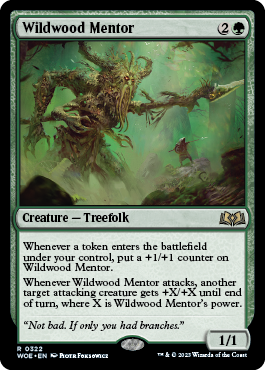 Wildwood Mentor 2
Creature — Treefolk
Whenever a token enters the battlefield
under your control, put a +1/+1 counter on
Wildwood Mentor.
Whenever Wildwood Mentor attacks, another
target attacking creature gets +X/+X until end
of turn, where X is Wildwood Mentor's power.
"Not bad. If only you had branches."
1/1
R 0322
WOE • EN Piotr Foksowicz
™ & © 2023 Wizards of the Coast